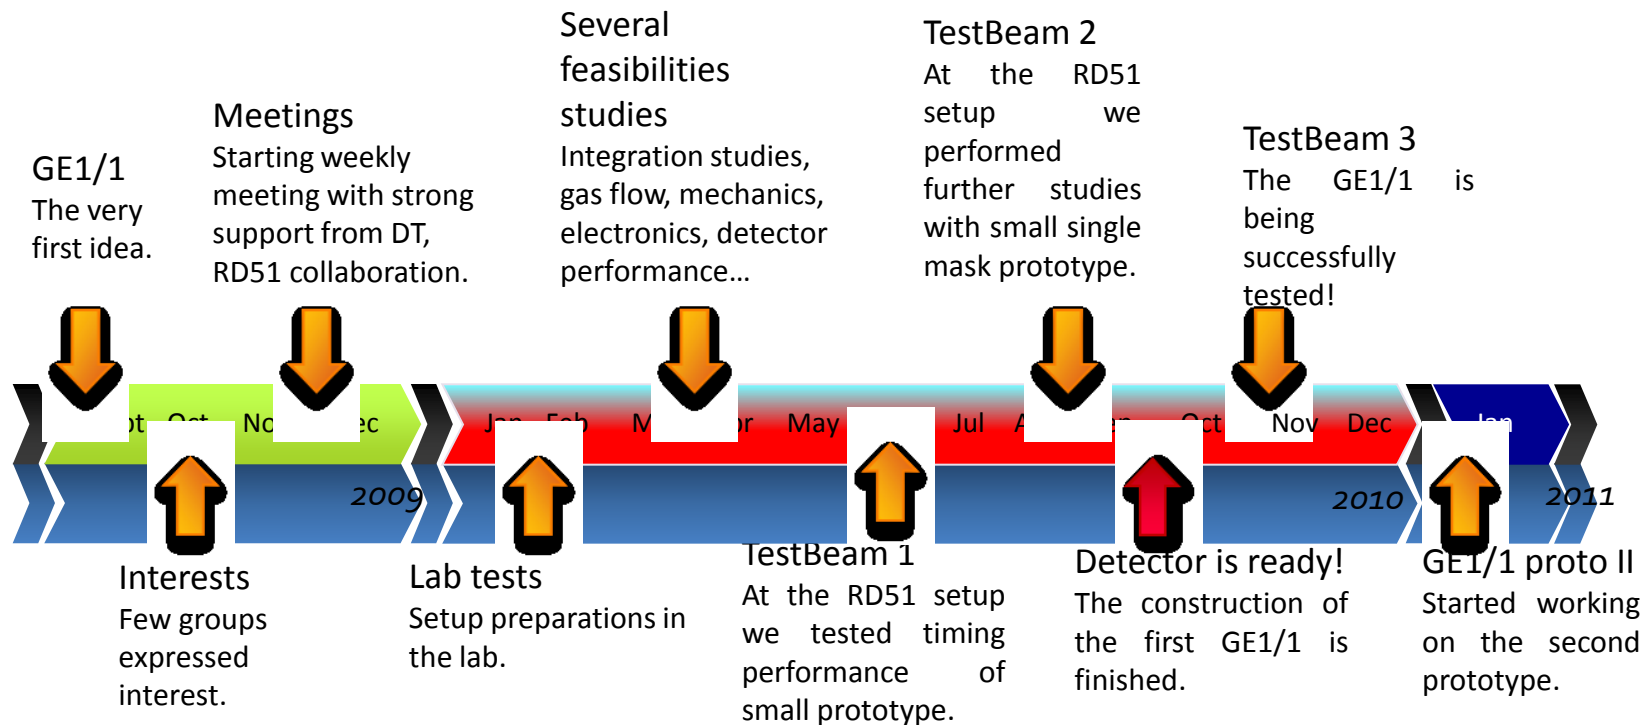 GE1/1
The very
first idea.
Meetings
Starting weekly
meeting with strong
support from DT,
RD51 collaboration.
Several
feasibilities
studies
Integration studies,
gas flow, mechanics,
electronics, detector
performance…
TestBeam 2
At the RD51
setup we
performed
further studies
with small single
mask prototype.
TestBeam 3
The GE1/1 is
being
successfully
tested!
Oct
Jan Feb May Jul Oct Nov Dec
Jan
2009
2010
2011
Interests
Few groups
expressed
interest.
Lab tests
Setup preparations in
the lab.
TestBeam 1
At the RD51 setup
we tested timing
performance of
small prototype.
Detector is ready!
The construction of
the first GE1/1 is
finished.
GE1/1 proto II
Started working
on the second
prototype.